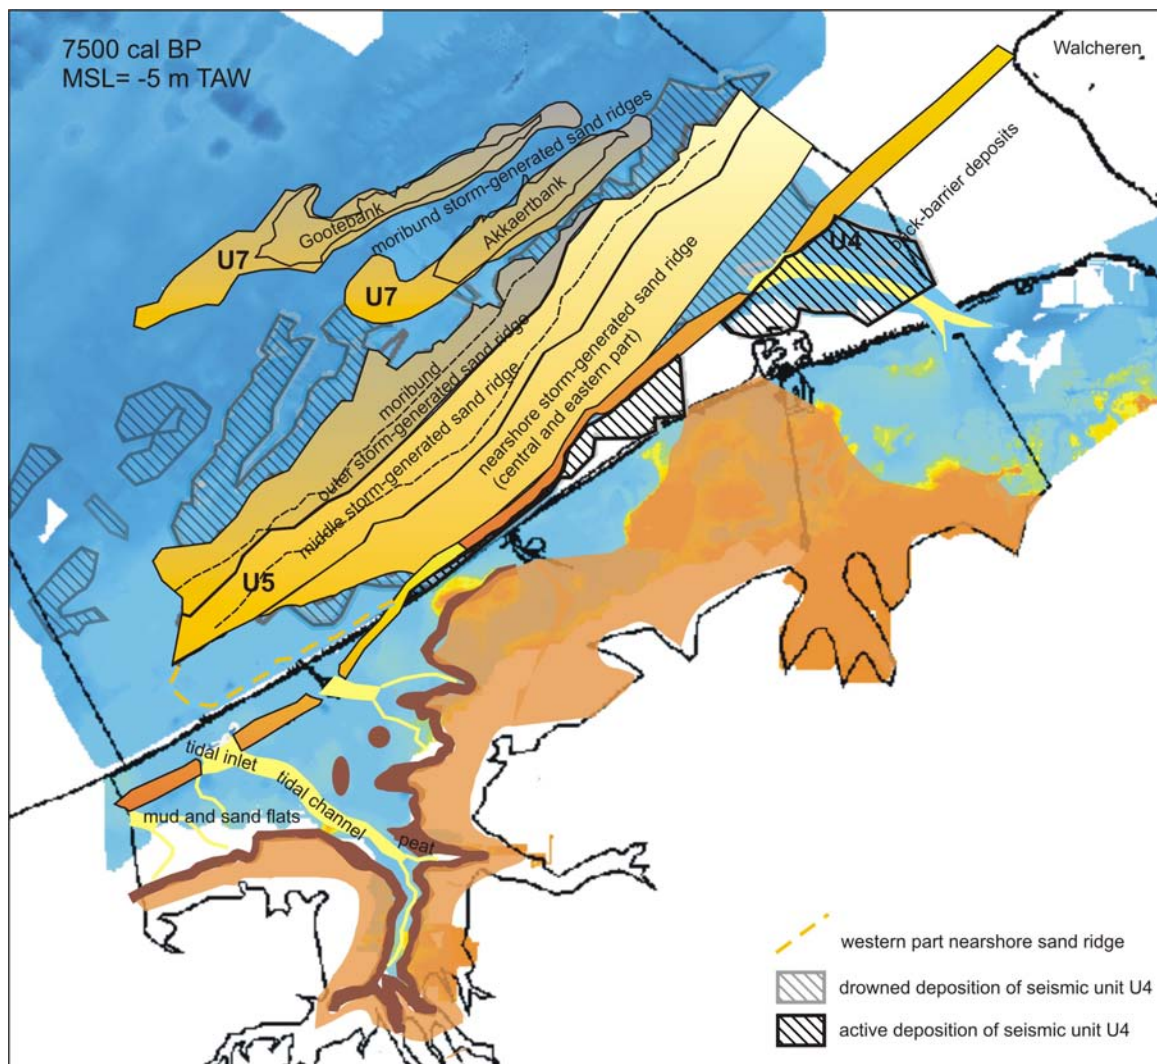 7500 cal BP
MSL= -5 m TAW
Walcheren
moribund storm-generated sand ridges
Gootebank
Akkaertbank
U7
U7
back-barrier deposits
U4
moribund
outer storm-generated sand ridge
middle storm-generated sand ridge
nearshore storm-generated sand ridge
(central and eastern part)
U5
tidal inlet
tidal channel
mud and sand flats
peat
western part nearshore sand ridge
drowned deposition of seismic unit U4
active deposition of seismic unit U4